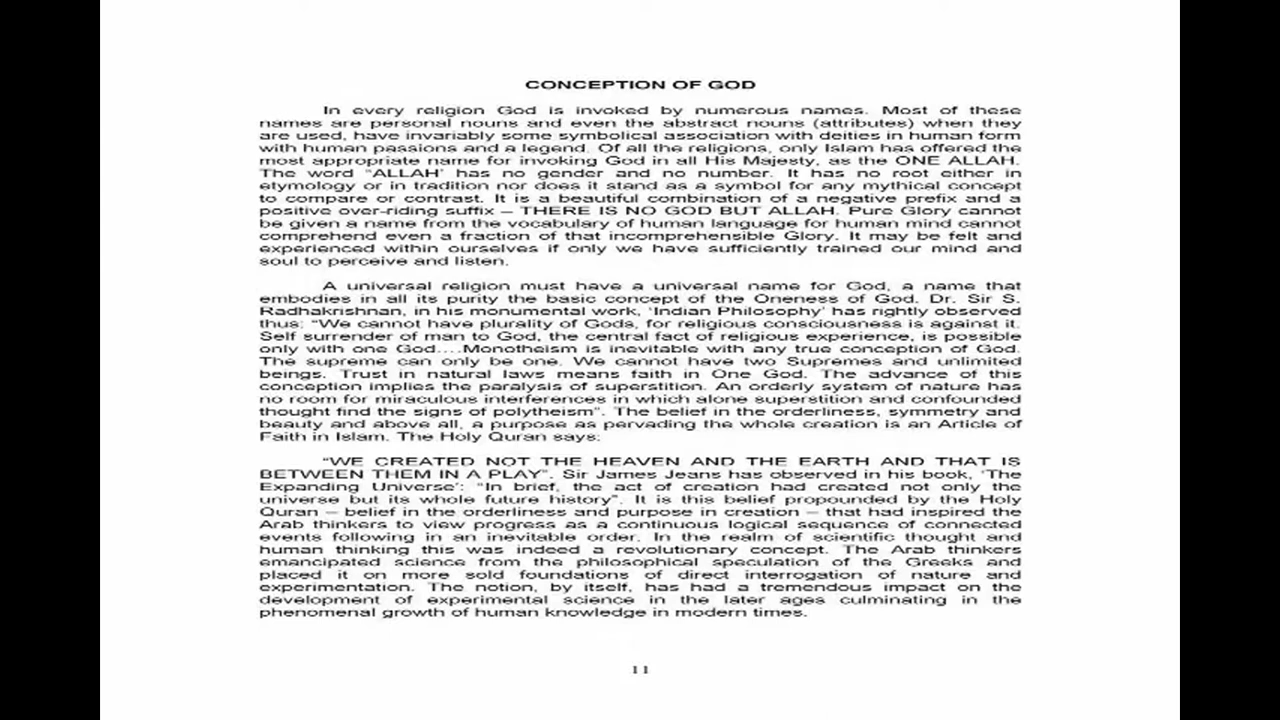 CONCEPTION OF GOD
In every religion God is invoked by numerous names. Most of these
names are personal nouns and even the abstract nouns (attributes) when they
are used, have invariably some symbolical association with deities in human form
with human passions and a legend. Of all the religions, only Islam has offered the
most appropriate name for invoking God in all His Majesty, as the ONE ALLAH.
The word "ALLAH' has no gender and no number. It has no root either in
etymology or in tradition nor does it stand as a symbol for any mythical concept
to compare or contrast. It is a beautiful combination of a negative prefix and a
positive over-riding suffix – THERE IS NO GOD BUT ALLAH. Pure Glory cannot
be given a name from the vocabulary of human language for human mind cannot
comprehend even a fraction of that incomprehensible Glory. It may be felt and
experienced within ourselves if only we have sufficiently trained our mind and
soul to perceive and listen.
A universal religion must have a universal name for God, a name that
embodies in all its purity the basic concept of the Oneness of God. Dr. Sir S.
Radhakrishnan, in his monumental work, 'Indian Philosophy' has rightly observed
thus: "We cannot have plurality of Gods, for religious consciousness is against it.
Self surrender of man to God, the central fact of religious experience, is possible
only with one God....Monotheism is inevitable with any true conception of God.
The supreme can only be one. We cannot have two Supremes and unlimited
beings. Trust in natural laws means faith in One God. The advance of this
conception implies the paralysis of superstition. An orderly system of nature has
no room for miraculous interferences in which alone superstition and confounded
thought find the signs of polytheism". The belief in the orderliness, symmetry and
beauty and above all, a purpose as pervading the whole creation is an Article of
Faith in Islam. The Holy Quran says:
"WE CREATED NOT THE HEAVEN AND THE EARTH AND THAT IS
BETWEEN THEM IN A PLAY". Sir James Jeans has observed in his book, 'The
Expanding Universe': "In brief, the act of creation had created not only the
universe but its whole future history". It is this belief propounded by the Holy
Quran – belief in the orderliness and purpose in creation – that had inspired the
Arab thinkers to view progress as a continuous logical sequence of connected
events following in an inevitable order. In the realm of scientific thought and
human thinking this was indeed a revolutionary concept. The Arab thinkers
emancipated science from the philosophical speculation of the Greeks and
placed it on more sold foundations of direct interrogation of nature and
experimentation. The notion, by itself, has had a tremendous impact on the
development of experimental science in the later ages culminating in the
phenomenal growth of human knowledge in modern times.
11